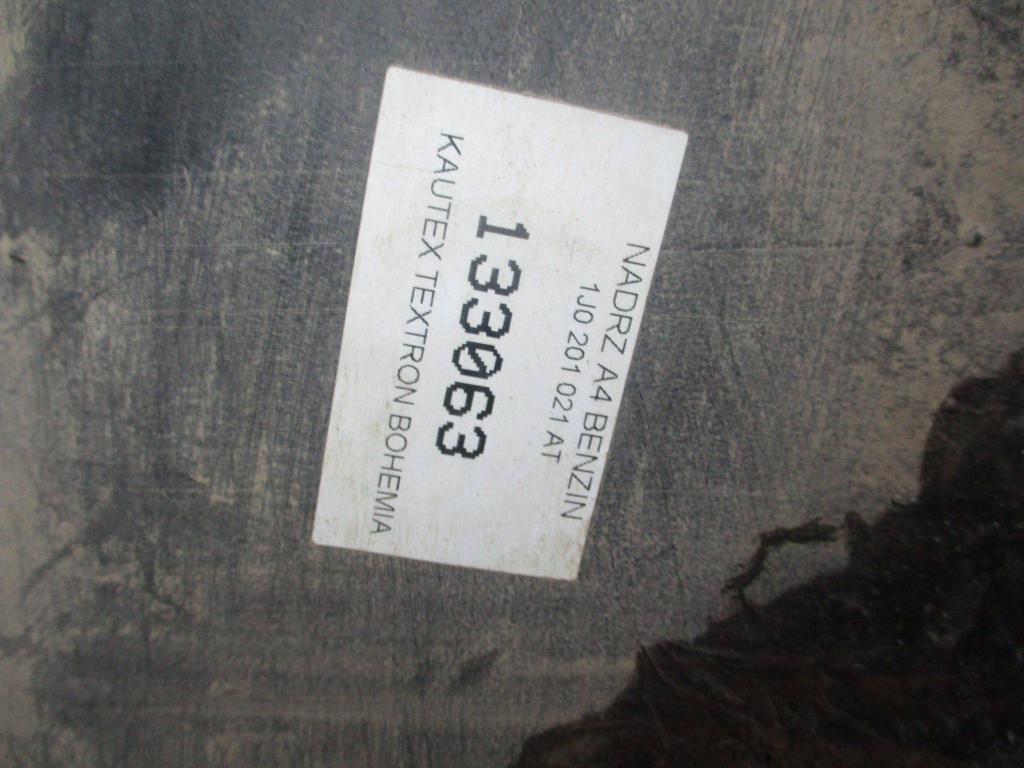 NADRZ A4 BENZIN
1J0 201 021 AT
133063
KAUTEX TEXTRON BOHEMIA